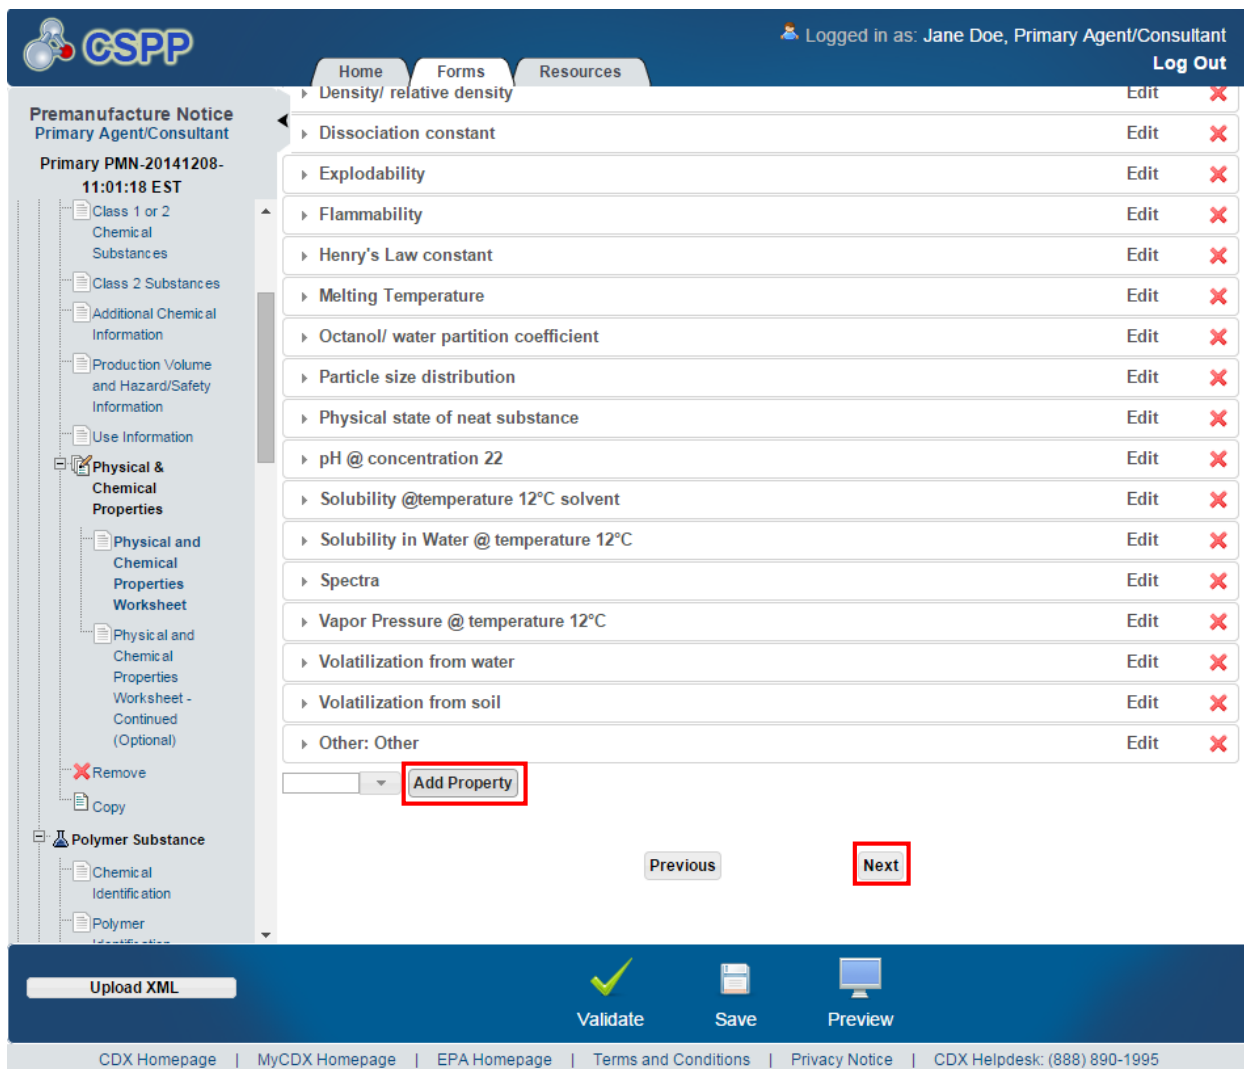 CSPP
Logged in as: Jane Doe, Primary Agent/Consultant
Log Out
Home
Forms
Resources
Premanufacture Notice
Primary Agent/Consultant
Primary PMN-20141208-
11:01:18 EST
Class 1 or 2
Chemical
Substances
Class 2 Substances
Additional Chemical
Information
Production Volume
and Hazard/Safety
Information
Use Information
Physical &
Chemical
Properties
Physical and
Chemical
Properties
Worksheet
Physical and
Chemical
Properties
Worksheet -
Continued
(Optional)
Remove
Copy
Polymer Substance
Chemical
Identification
Polymer
Identification
Density/ relative density Edit
Dissociation constant Edit
Explodability Edit
Flammability Edit
Henry's Law constant Edit
Melting Temperature Edit
Octanol/ water partition coefficient Edit
Particle size distribution Edit
Physical state of neat substance Edit
pH @ concentration 22 Edit
Solubility @temperature 12°C solvent Edit
Solubility in Water @ temperature 12°C Edit
Spectra Edit
Vapor Pressure @ temperature 12°C Edit
Volatilization from water Edit
Volatilization from soil Edit
Other: Other Edit
Add Property
Previous
Next
Upload XML
Validate
Save
Preview
CDX Homepage | MyCDX Homepage | EPA Homepage | Terms and Conditions | Privacy Notice | CDX Helpdesk: (888) 890-1995